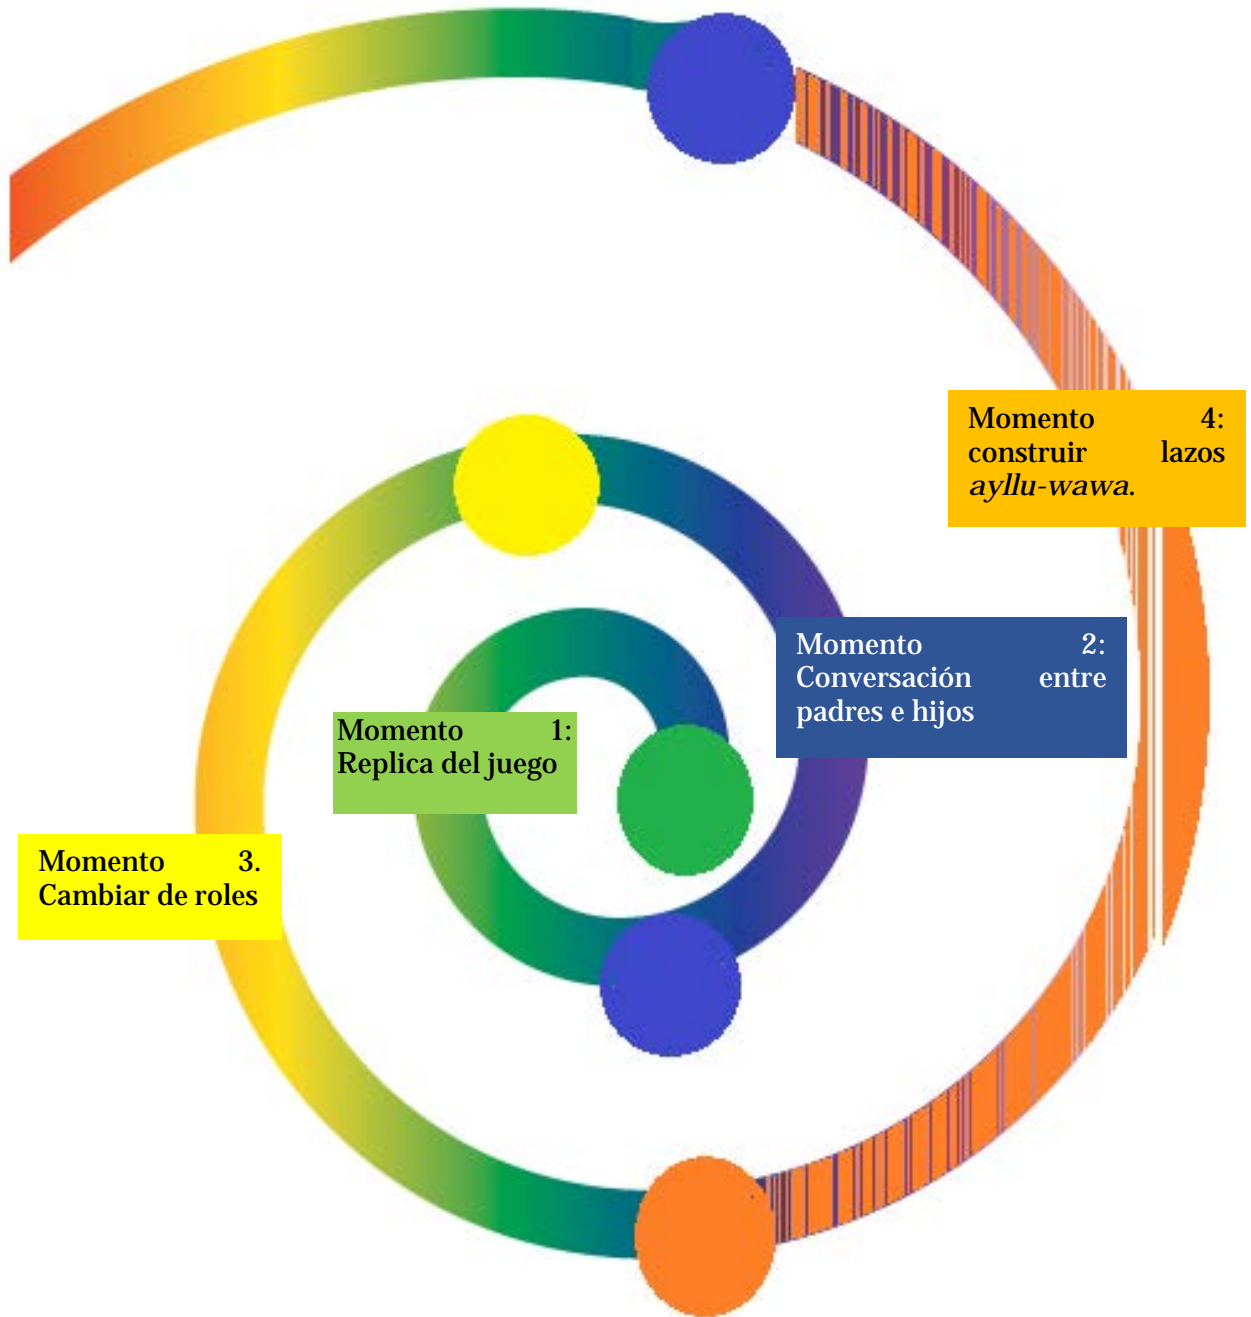 Momento 4:
construir lazos
ayllu-wawa.
Momento 2:
Conversación entre
padres e hijos
Momento 1:
Replica del juego
Momento 3.
Cambiar de roles